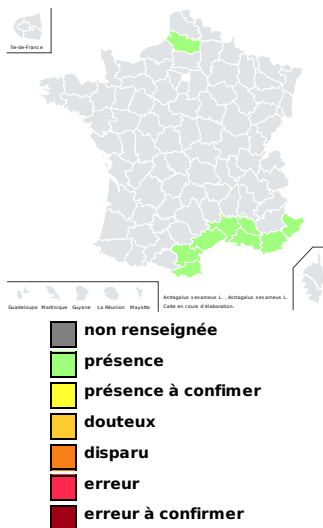 Île-de-France
Guadeloupe Martinique Guyane La Réunion Mayotte
Astragalus sesameus L. , Astragalus sesameus L.
Carte en cours d'élaboration.
non renseignée
présence
présence à confimer
douteux
disparu
erreur
erreur à confirmer